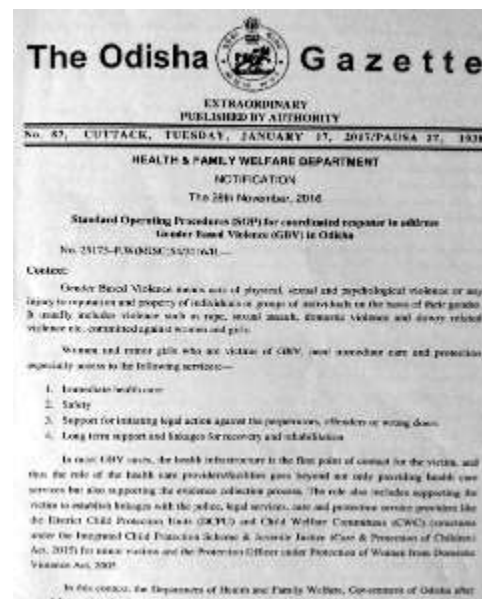 The Odisha Gazette
EXTRAORDINARY
PUBLISHED BY AUTHORITY
No. 87, CUTTACK, TUESDAY, JANUARY 17, 2017/PAUSA 27, 1938
HEALTH & FAMILY WELFARE DEPARTMENT
NOTIFICATION
The 28th November, 2016
Standard Operating Procedures (SOP) for coordinated response to address
Gender Based Violence (GBV) in Odisha
Context:
Gender Based Violence means acts of physical, sexual and psychological violence or any
injury to reputation and property of individuals or groups of individuals on the basis of their gender.
It usually includes violence such as rape, sexual assault, domestic violence and dowry related
violence etc. committed against women and girls.
Women and minor girls who are victims of GBV, need immediate care and protection
especially access to the following services:—
1. Immediate health care
2. Safety
3. Support for initiating legal action against the perpetrators, offenders or wrong doers
4. Long term support and linkages for recovery and rehabilitation
In most GBV cases, the health infrastructure is the first point of contact for the victim, and
thus the role of the health care providers/facilities goes beyond not only providing health care
services but also supporting the evidence collection process. The role also includes supporting the
victim to establish linkages with the police, legal services, care and protection service providers like
the District Child Protection Units (DCPU) and Child Welfare Committees (CWC) constituted
under the Integrated Child Protection Scheme & Juvenile Justice (Care & Protection of Children)
Act, 2015) for minor victims and the Protection Officer under Protection of Women from Domestic
Violence Act, 2005
In this context, the Department of Health and Family Welfare, Government of Odisha after